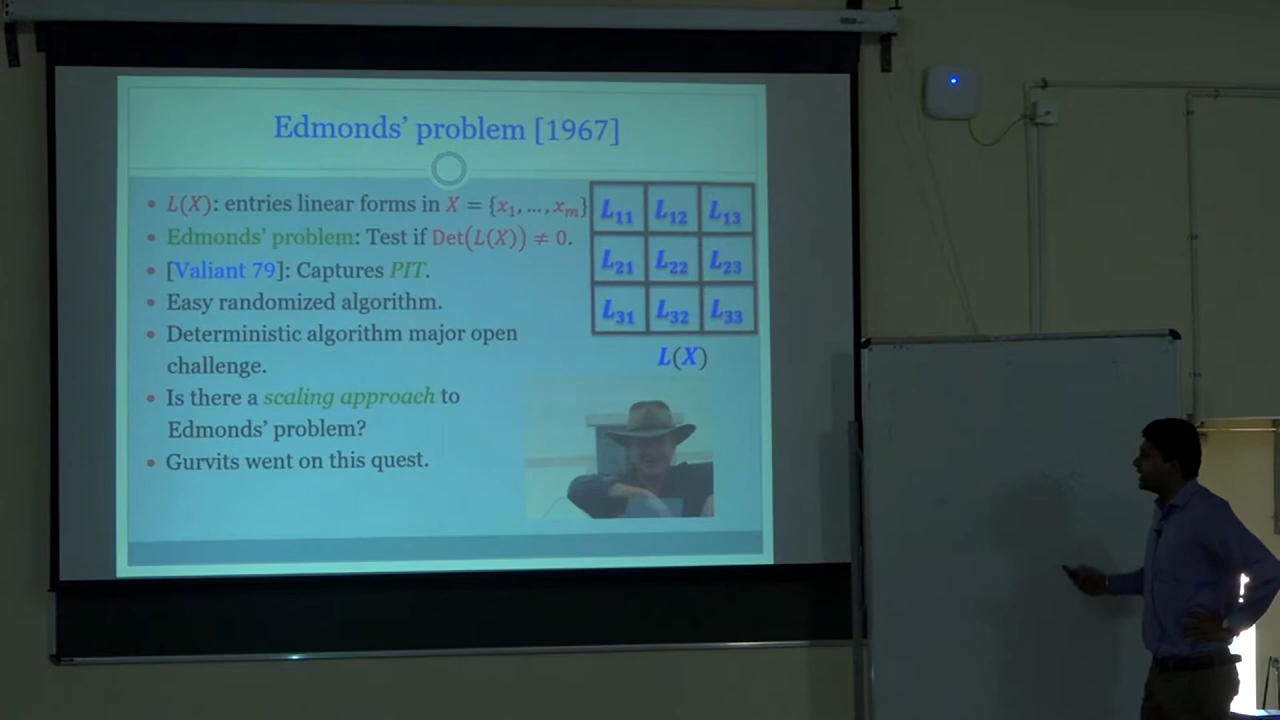 Edmonds' problem [1967]
• L(X): entries linear forms in X = {x₁, ..., xₘ}
• Edmonds' problem: Test if Det(L(X)) ≠ 0.
• [Valiant 79]: Captures PIT.
• Easy randomized algorithm.
• Deterministic algorithm major open
challenge.
• Is there a scaling approach to
Edmonds' problem?
• Gurvits went on this quest.
L₁₁ L₁₂ L₁₃
L₂₁ L₂₂ L₂₃
L₃₁ L₃₂ L₃₃
L(X)